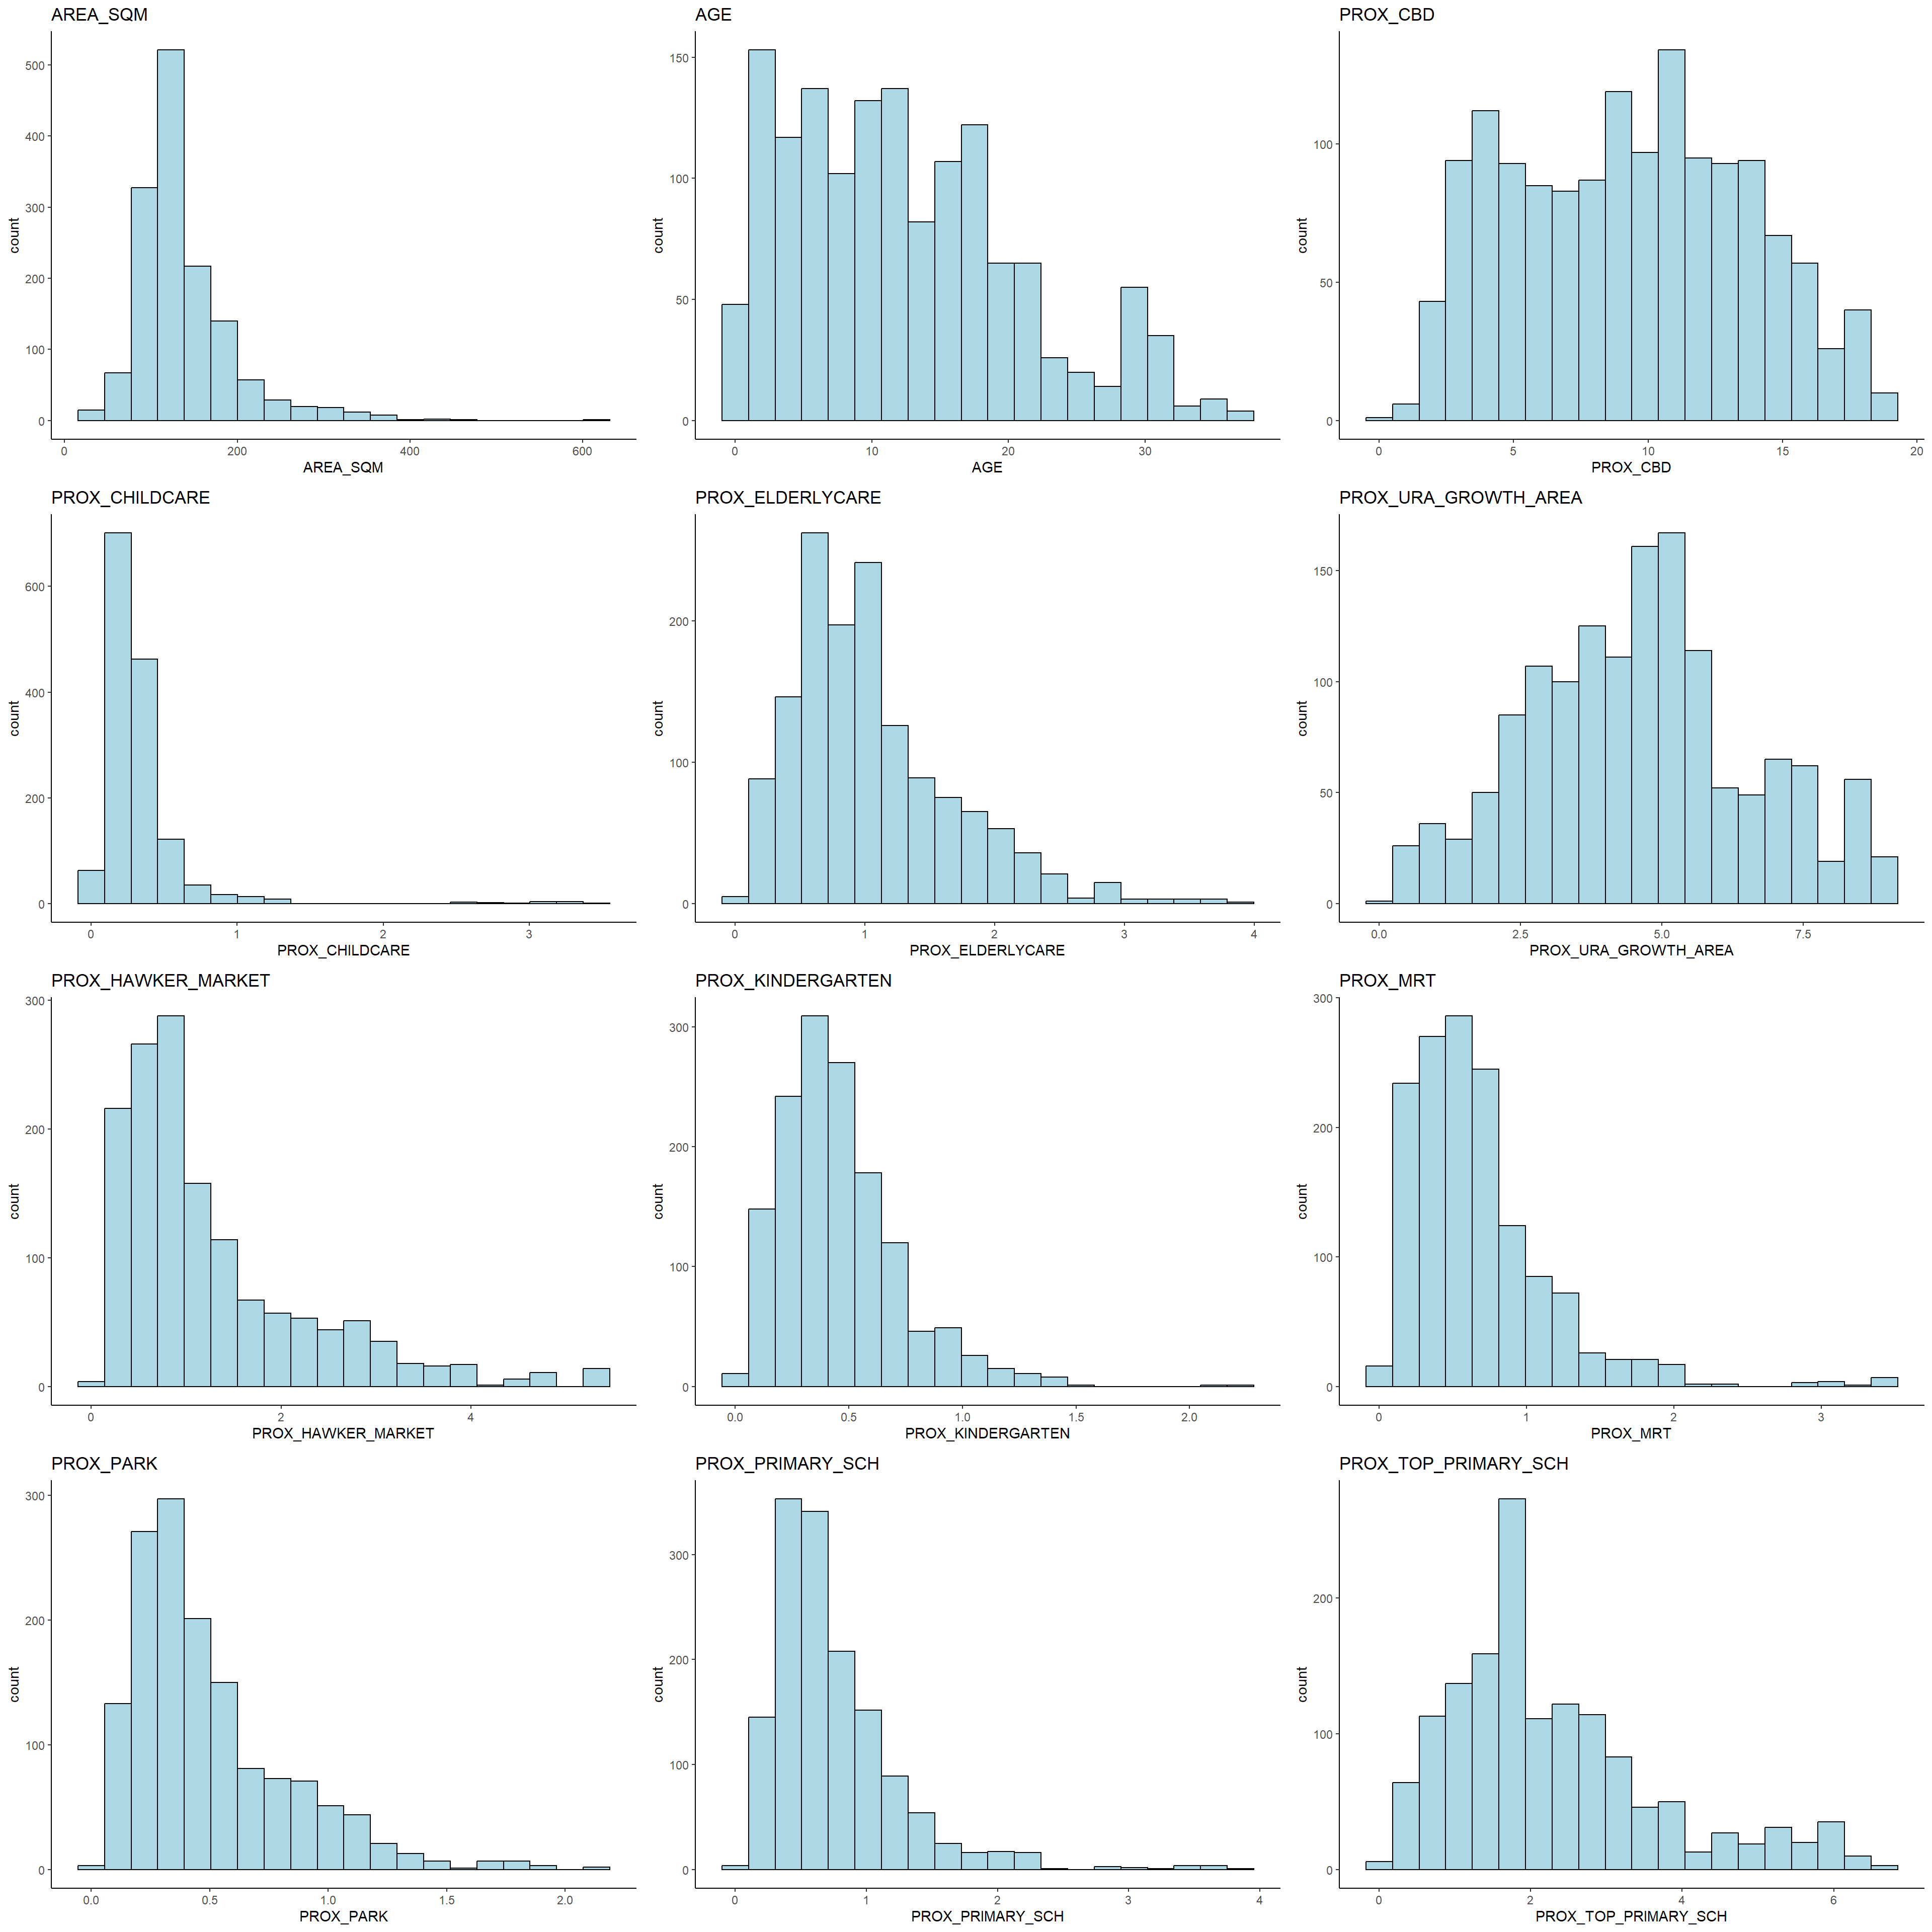 AREA_SQM
500
400
300
200
100
0
count
0 200 400 600
AREA_SQM
AGE
150
100
50
0
count
0 10 20 30
AGE
PROX_CBD
100
50
0
count
0 5 10 15 20
PROX_CBD
PROX_CHILDCARE
600
400
200
0
count
0 1 2 3
PROX_CHILDCARE
PROX_ELDERLYCARE
200
100
0
count
0 1 2 3 4
PROX_ELDERLYCARE
PROX_URA_GROWTH_AREA
150
100
50
0
count
0.0 2.5 5.0 7.5
PROX_URA_GROWTH_AREA
PROX_HAWKER_MARKET
300
200
100
0
count
0 2 4
PROX_HAWKER_MARKET
PROX_KINDERGARTEN
300
200
100
0
count
0.0 0.5 1.0 1.5 2.0
PROX_KINDERGARTEN
PROX_MRT
300
200
100
0
count
0 1 2 3
PROX_MRT
PROX_PARK
300
200
100
0
count
0.0 0.5 1.0 1.5 2.0
PROX_PARK
PROX_PRIMARY_SCH
300
200
100
0
count
0 1 2 3 4
PROX_PRIMARY_SCH
PROX_TOP_PRIMARY_SCH
200
100
0
count
0 2 4 6
PROX_TOP_PRIMARY_SCH